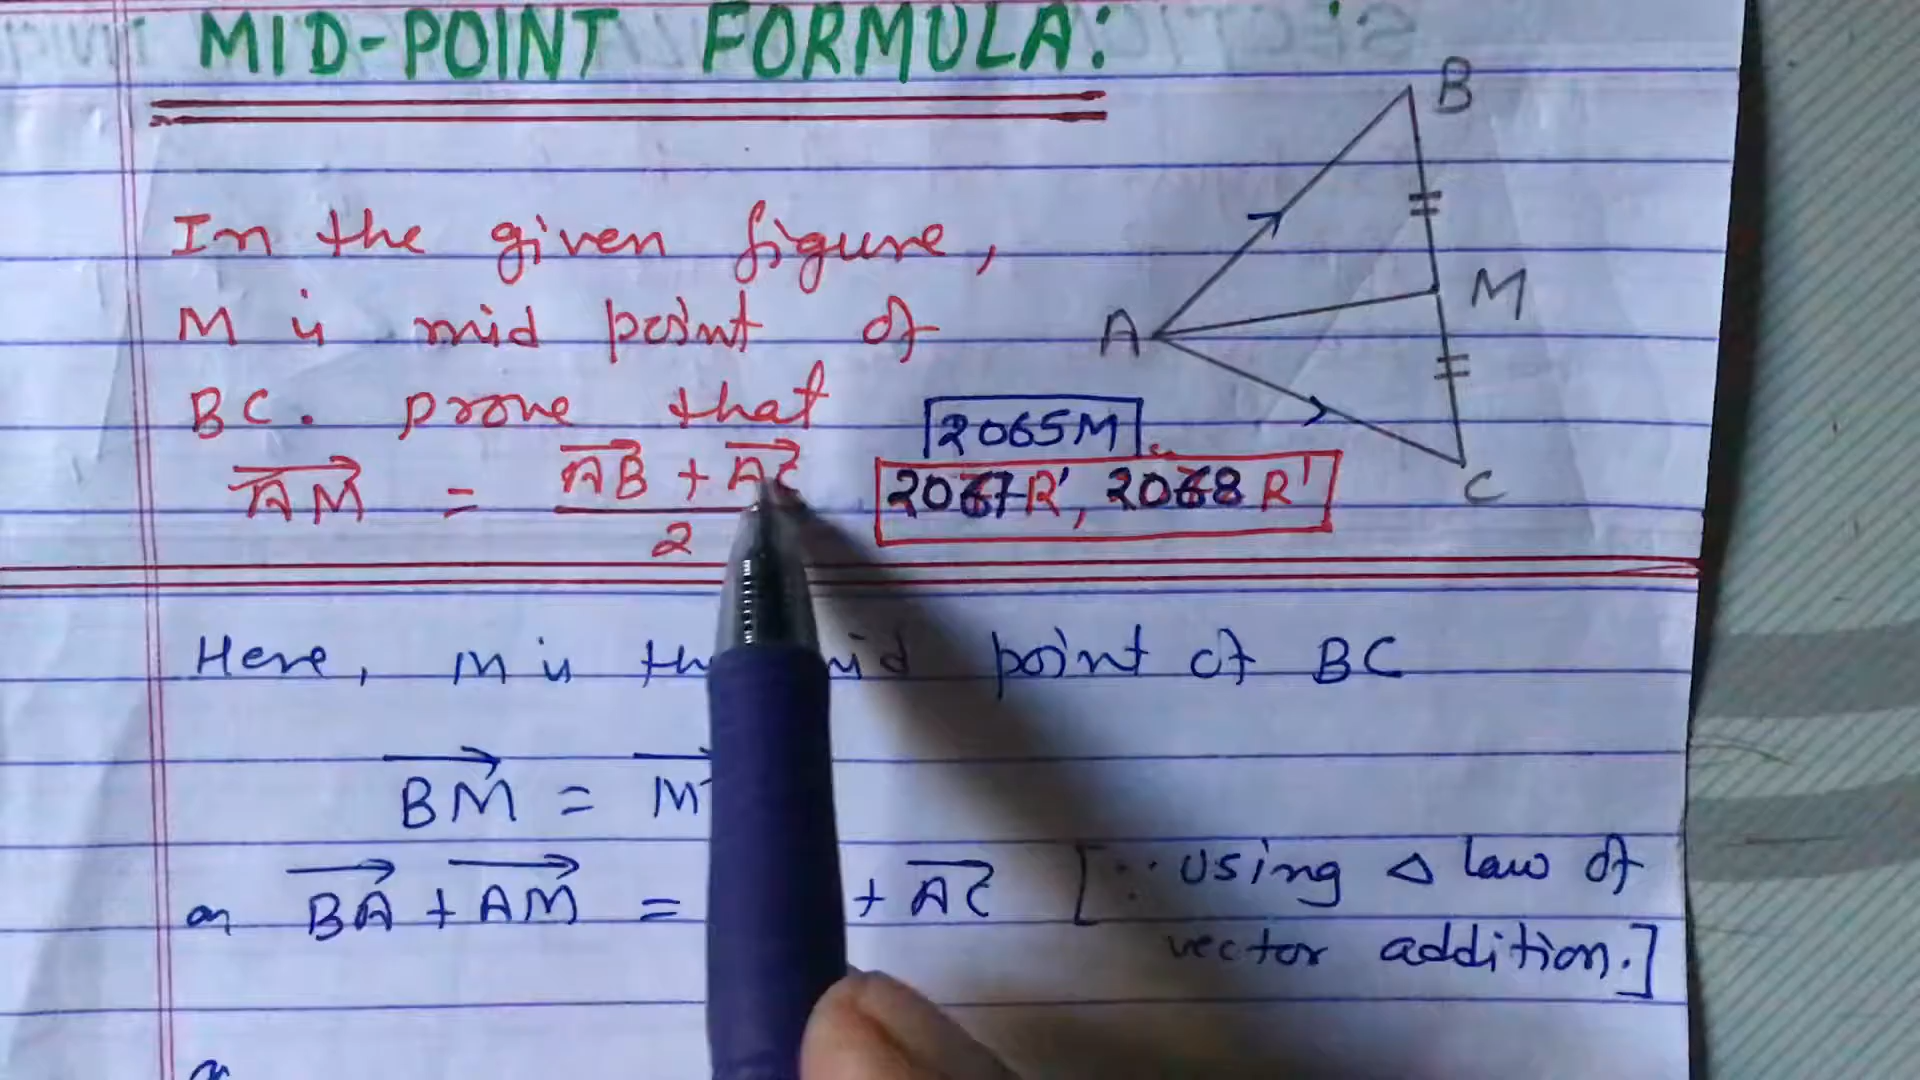 MID-POINT FORMULA:
In the given figure,
M is mid point of
BC. prove that
AM = AB + AC
2
2065M
2067R', 2068 R'
B
M
A
C
Here, M is point of BC
BM =
or BA + AM = + AC [∵ using △ law of
vector addition.]